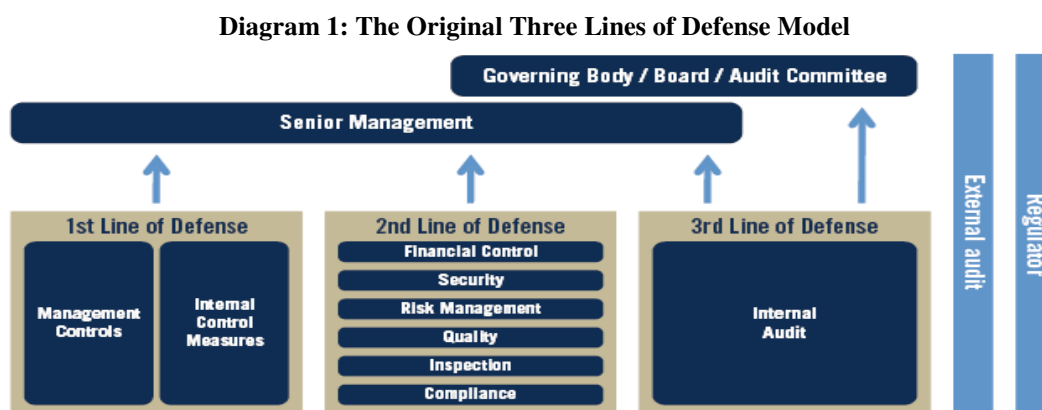 Diagram 1: The Original Three Lines of Defense Model
Governing Body / Board / Audit Committee
Senior Management
1st Line of Defense
Management
Controls
Internal
Control
Measures
2nd Line of Defense
Financial Control
Security
Risk Management
Quality
Inspection
Compliance
3rd Line of Defense
Internal
Audit
External audit
Regulator